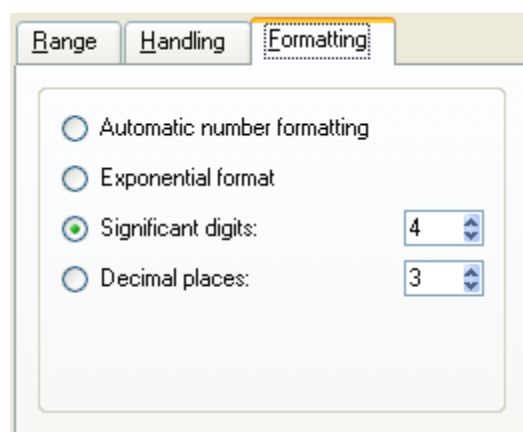 Range Handling Formatting
Automatic number formatting
Exponential format
Significant digits: 4
Decimal places: 3